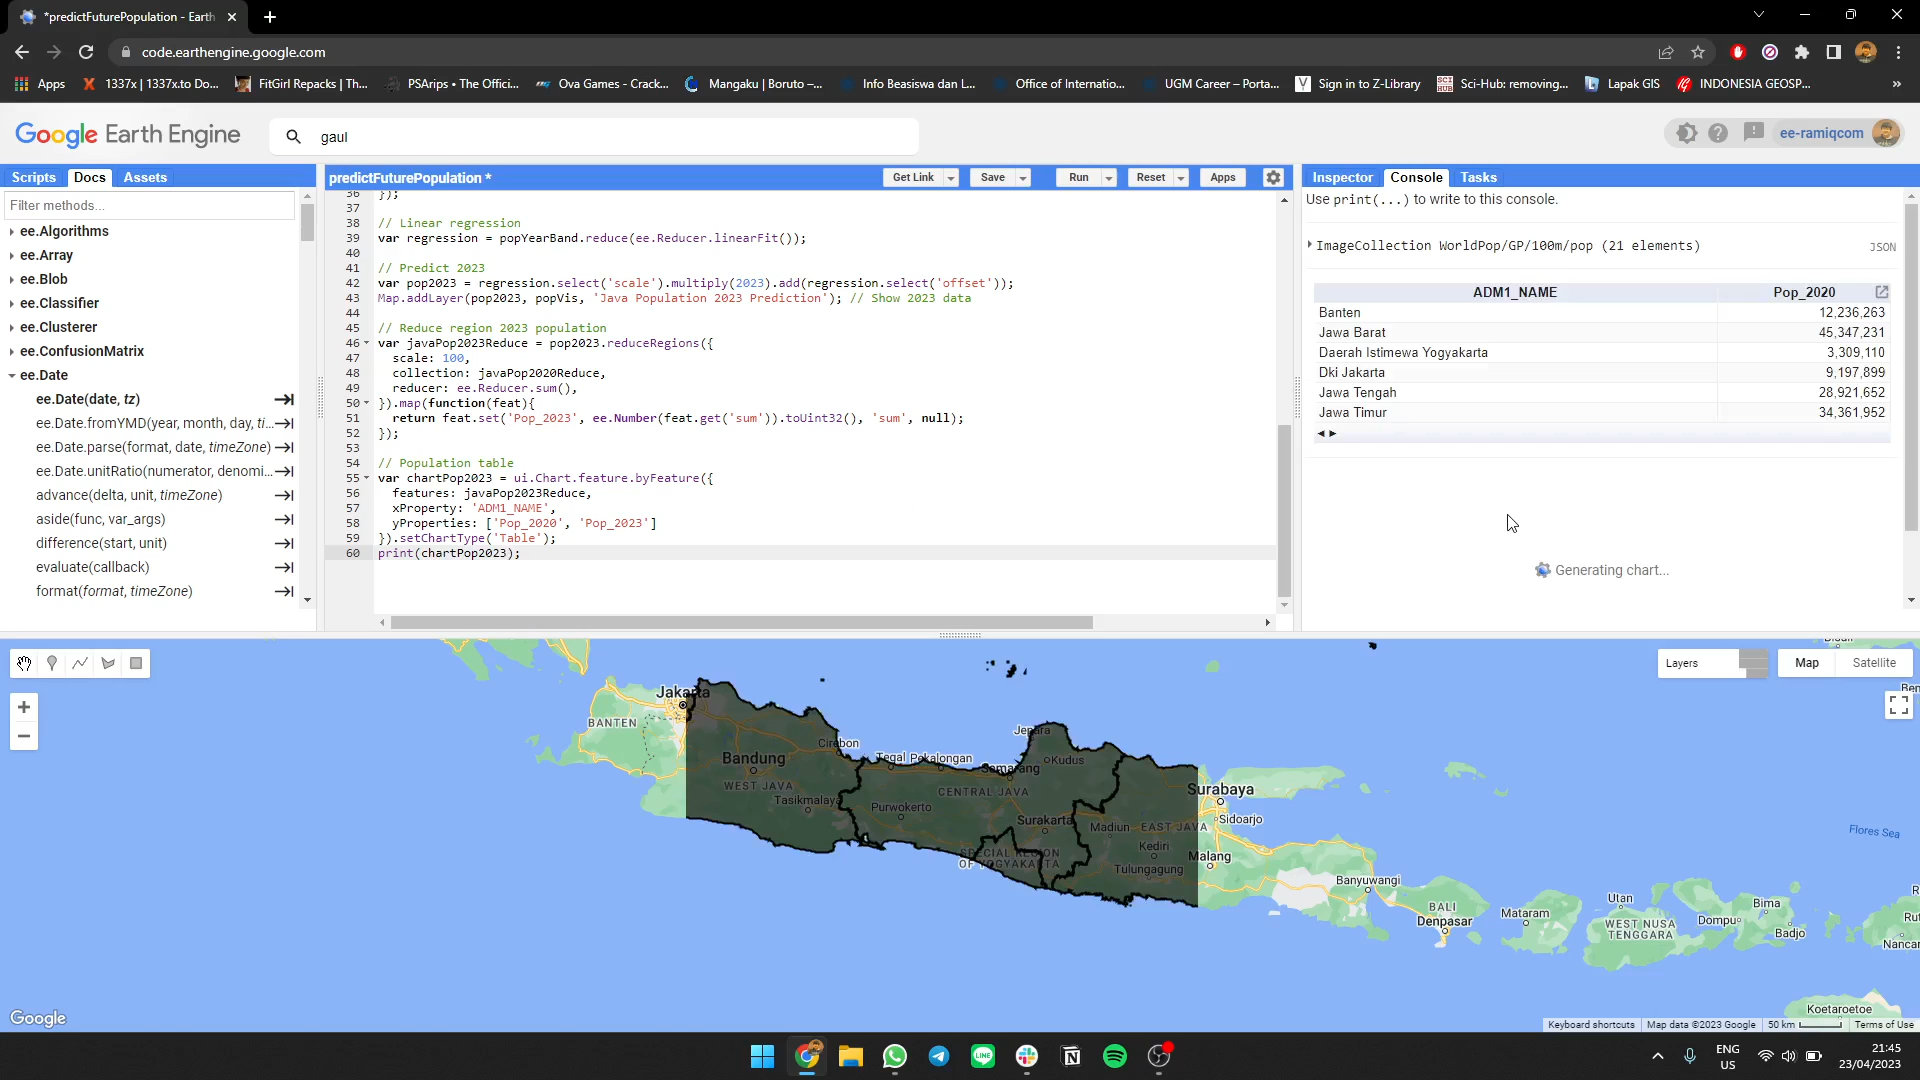 *predictFuturePopulation - Earth
code.earthengine.google.com
Apps
1337x | 1337x.to Do...
FitGirl Repacks | Th...
PSArips • The Offici...
Ova Games - Crack...
Mangaku | Boruto –...
Info Beasiswa dan L...
Office of Internatio...
UGM Career – Porta...
Sign in to Z-Library
Sci-Hub: removing...
Lapak GIS
INDONESIA GEOSP...
»
Google Earth Engine
gaul
ee-ramiqcom
Scripts
Docs
Assets
Filter methods...
ee.Algorithms
ee.Array
ee.Blob
ee.Classifier
ee.Clusterer
ee.ConfusionMatrix
ee.Date
ee.Date(date, tz)
ee.Date.fromYMD(year, month, day, ti...
ee.Date.parse(format, date, timeZone)
ee.Date.unitRatio(numerator, denomi...
advance(delta, unit, timeZone)
aside(func, var_args)
difference(start, unit)
evaluate(callback)
format(format, timeZone)
predictFuturePopulation *
Get Link
Save
Run
Reset
Apps
36 });
37
38 // Linear regression
39 var regression = popYearBand.reduce(ee.Reducer.linearFit());
40
41 // Predict 2023
42 var pop2023 = regression.select('scale').multiply(2023).add(regression.select('offset'));
43 Map.addLayer(pop2023, popVis, 'Java Population 2023 Prediction'); // Show 2023 data
44
45 // Reduce region 2023 population
46 var javaPop2023Reduce = pop2023.reduceRegions({
47 scale: 100,
48 collection: javaPop2020Reduce,
49 reducer: ee.Reducer.sum(),
50 }).map(function(feat){
51 return feat.set('Pop_2023', ee.Number(feat.get('sum')).toUint32(), 'sum', null);
52 });
53
54 // Population table
55 var chartPop2023 = ui.Chart.feature.byFeature({
56 features: javaPop2023Reduce,
57 xProperty: 'ADM1_NAME',
58 yProperties: ['Pop_2020', 'Pop_2023']
59 }).setChartType('Table');
60 print(chartPop2023);
Inspector
Console
Tasks
Use print(...) to write to this console.
ImageCollection WorldPop/GP/100m/pop (21 elements)
JSON
ADM1_NAME Pop_2020
Banten 12,236,263
Jawa Barat 45,347,231
Daerah Istimewa Yogyakarta 3,309,110
Dki Jakarta 9,197,899
Jawa Tengah 28,921,652
Jawa Timur 34,361,952
Generating chart...
Layers
Map
Satellite
Jakarta
BANTEN
Cirebon
Bandung
WEST JAVA
Tasikmalaya
Tegal
Pekalongan
Jepara
Kudus
Semarang
CENTRAL JAVA
Purwokerto
Surakarta
SPECIAL REGION
OF YOGYAKARTA
Madiun
EAST JAVA
Kediri
Tulungagung
Surabaya
Sidoarjo
Malang
Banyuwangi
BALI
Denpasar
Mataram
Utan
WEST NUSA
TENGGARA
Dompu
Bima
Badjo
Flores Sea
Koetaroetoe
Google
Keyboard shortcuts
Map data ©2023 Google
50 km
Terms of Use
ENG
US
21:45
23/04/2023